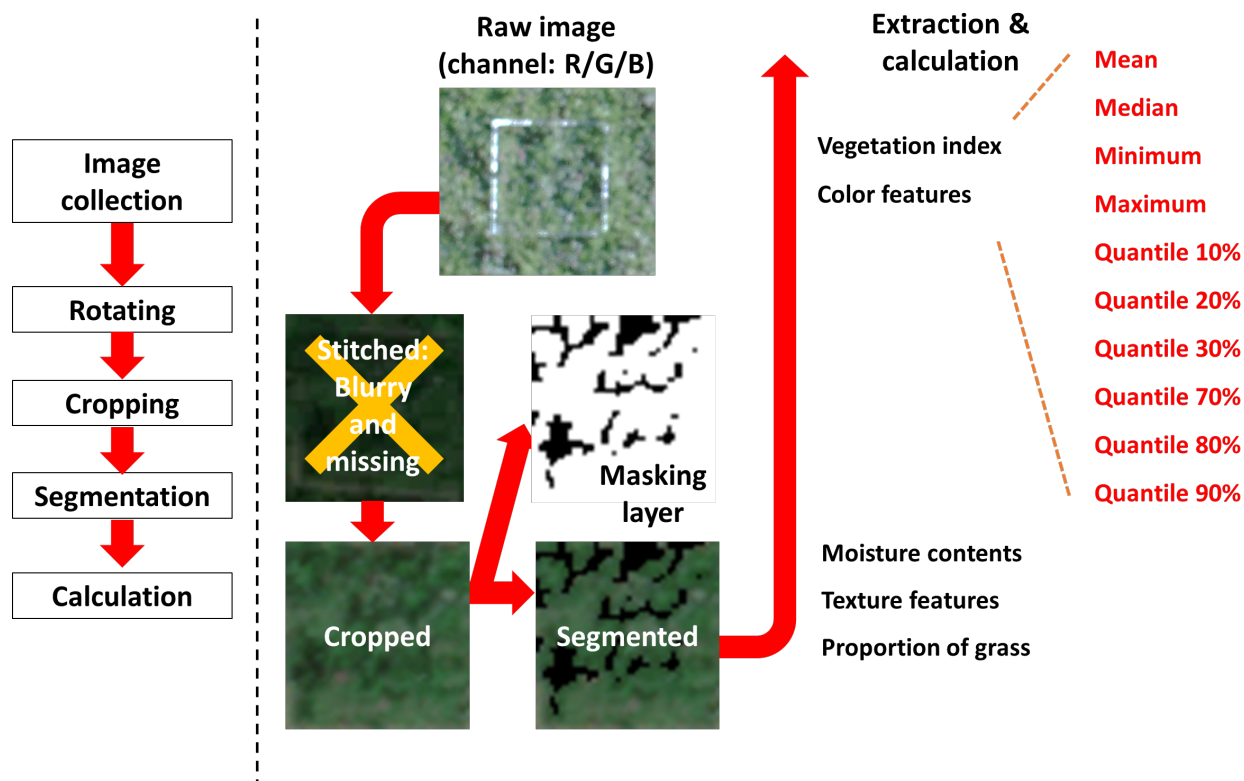 Image
collection
Rotating
Cropping
Segmentation
Calculation
Raw image
(channel: R/G/B)
Stitched:
Blurry
and
missing
Masking
layer
Cropped
Segmented
Extraction &
calculation
Vegetation index
Color features
Mean
Median
Minimum
Maximum
Quantile 10%
Quantile 20%
Quantile 30%
Quantile 70%
Quantile 80%
Quantile 90%
Moisture contents
Texture features
Proportion of grass